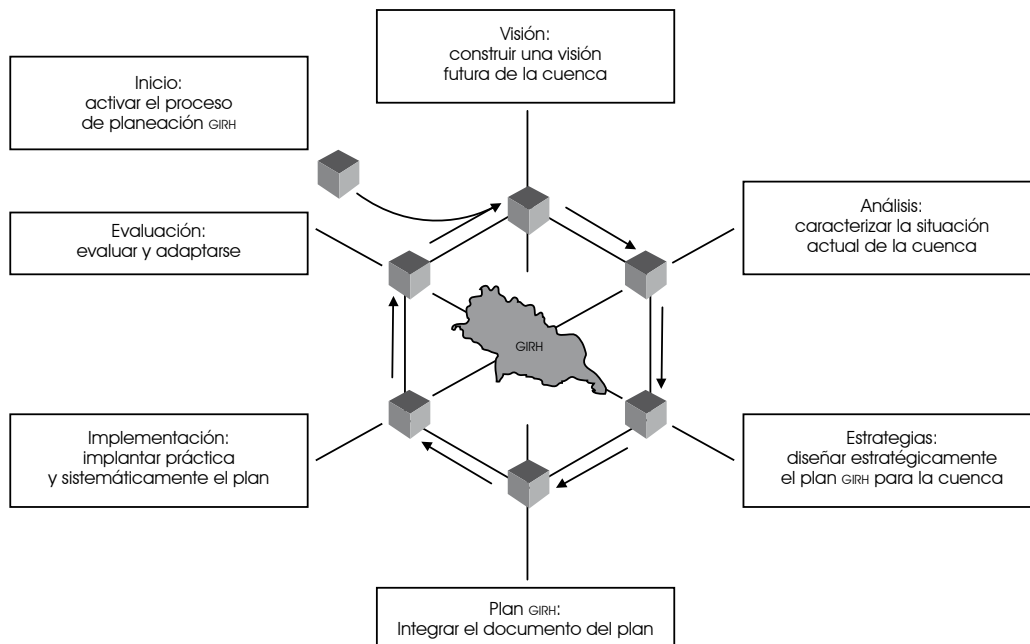 Visión:
construir una visión
futura de la cuenca
Inicio:
activar el proceso
de planeación GIRH
Análisis:
caracterizar la situación
actual de la cuenca
Evaluación:
evaluar y adaptarse
GIRH
Implementación:
implantar práctica
y sistemáticamente el plan
Estrategias:
diseñar estratégicamente
el plan GIRH para la cuenca
Plan GIRH:
Integrar el documento del plan